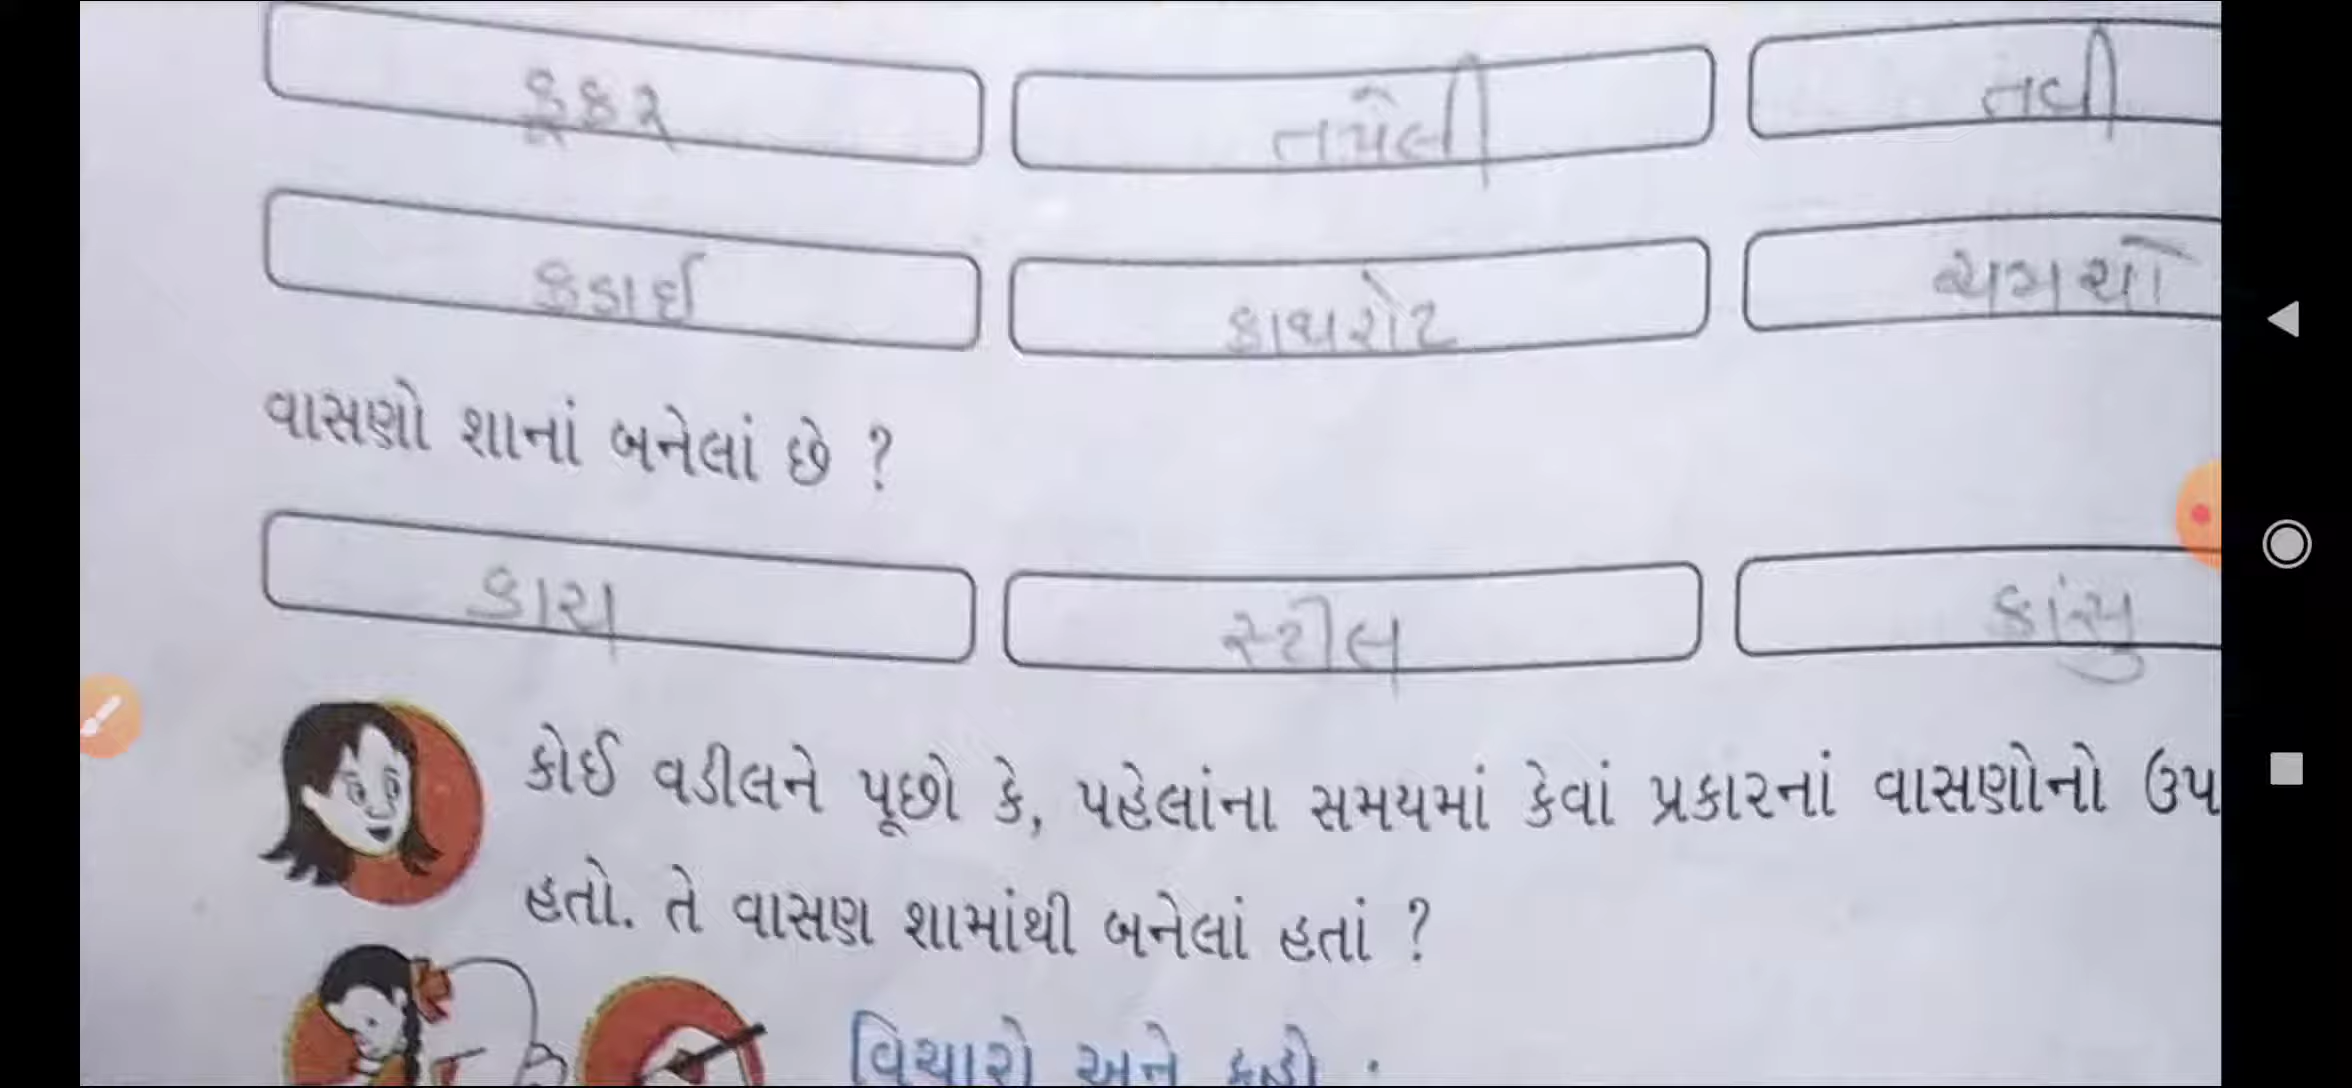 કૂકર તપેલી તવી
કડાઈ કાથરોટ ચમચો
વાસણો શાનાં બનેલાં છે ?
કાચ સ્ટીલ કાંસુ
કોઈ વડીલને પૂછો કે, પહેલાંના સમયમાં કેવાં પ્રકારનાં વાસણોનો ઉપ
હતો. તે વાસણ શામાંથી બનેલાં હતાં ?
વિચારો અને કહો :